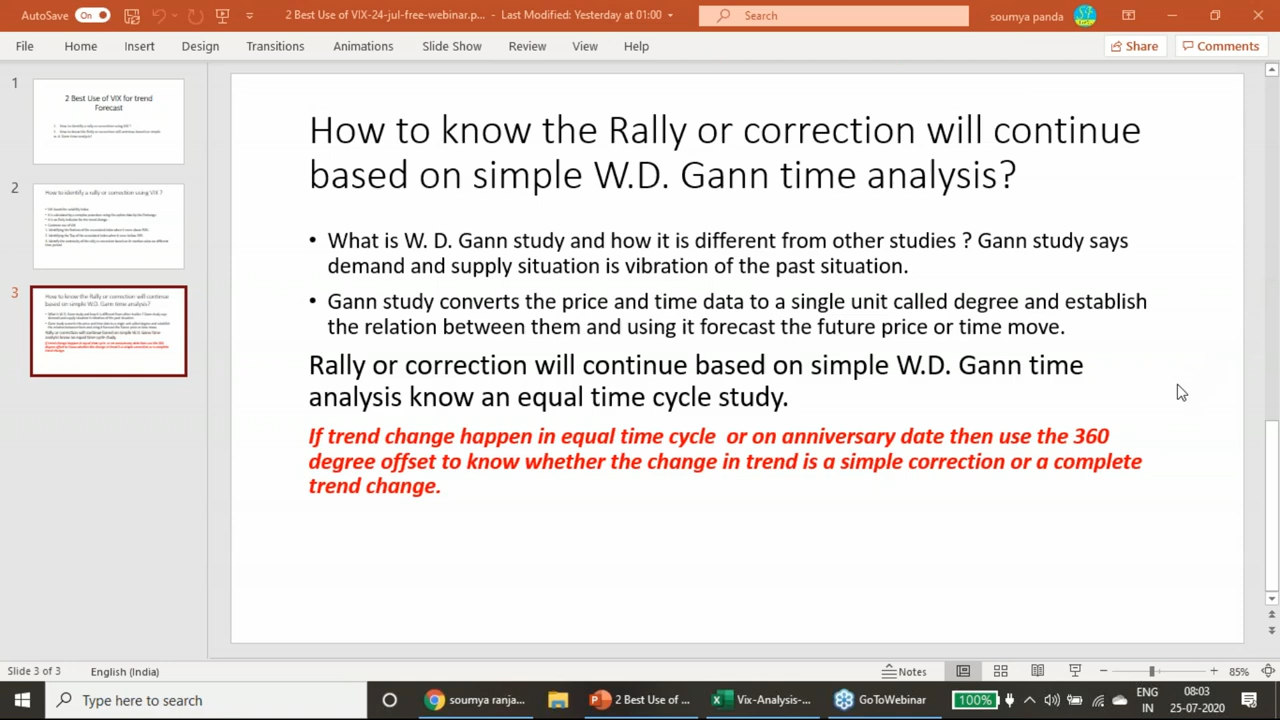 AutoSave On
2 Best Use of VIX-24-jul-free-webinar.p... - Last Modified: Yesterday at 01:00
Search
soumya panda
File Home Insert Design Transitions Animations Slide Show Review View Help Share Comments
1
2 Best Use of VIX for trend
Forecast
2
How to identify a rally or correction using VIX ?
3
How to know the Rally or correction will continue
based on simple W.D. Gann time analysis?
How to know the Rally or correction will continue
based on simple W.D. Gann time analysis?
• What is W. D. Gann study and how it is different from other studies ? Gann study says
demand and supply situation is vibration of the past situation.
• Gann study converts the price and time data to a single unit called degree and establish
the relation between them and using it forecast the future price or time move.
Rally or correction will continue based on simple W.D. Gann time
analysis know an equal time cycle study.
If trend change happen in equal time cycle or on anniversary date then use the 360
degree offset to know whether the change in trend is a simple correction or a complete
trend change.
Slide 3 of 3 English (India) Notes 85%
Type here to search
soumya ranja...
2 Best Use of ...
Vix-Analysis-...
GoToWebinar
100%
ENG
IN
08:03
25-07-2020